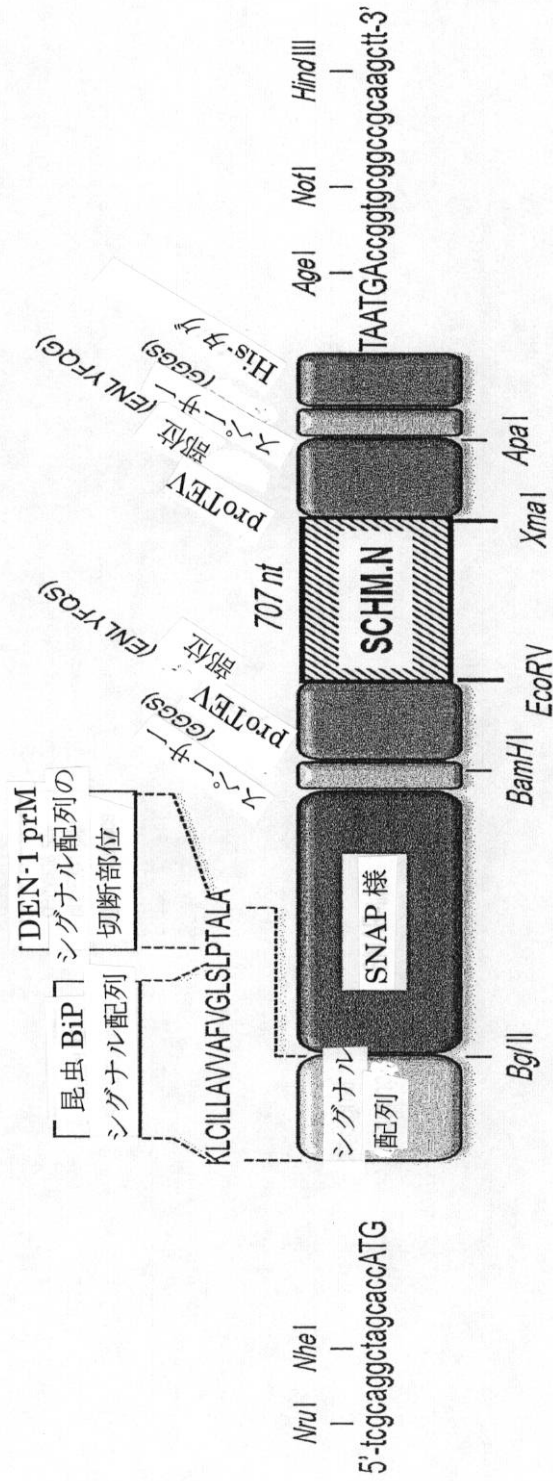 [DEN-1 prM
[昆虫 BiP ] シグナル配列の
シグナル配列 切断部位
KLCILLAVVAFVGLSLPTALA
スペーサー
(GGGS)
proTEV
部位
(ENLYFQS)
707 nt
proTEV
部位
(ENLYFQG)
スペーサー
(GGGS)
His-タグ
NruI NheI
5'-tcgcaggctagcaccATG
シグナル
配列
SNAP 様
SCHM.N
AgeI NotI HindIII
TAATGAccggtgcggccgcaagctt-3'
BglII
BamHI
EcoRV
XmaI
ApaI